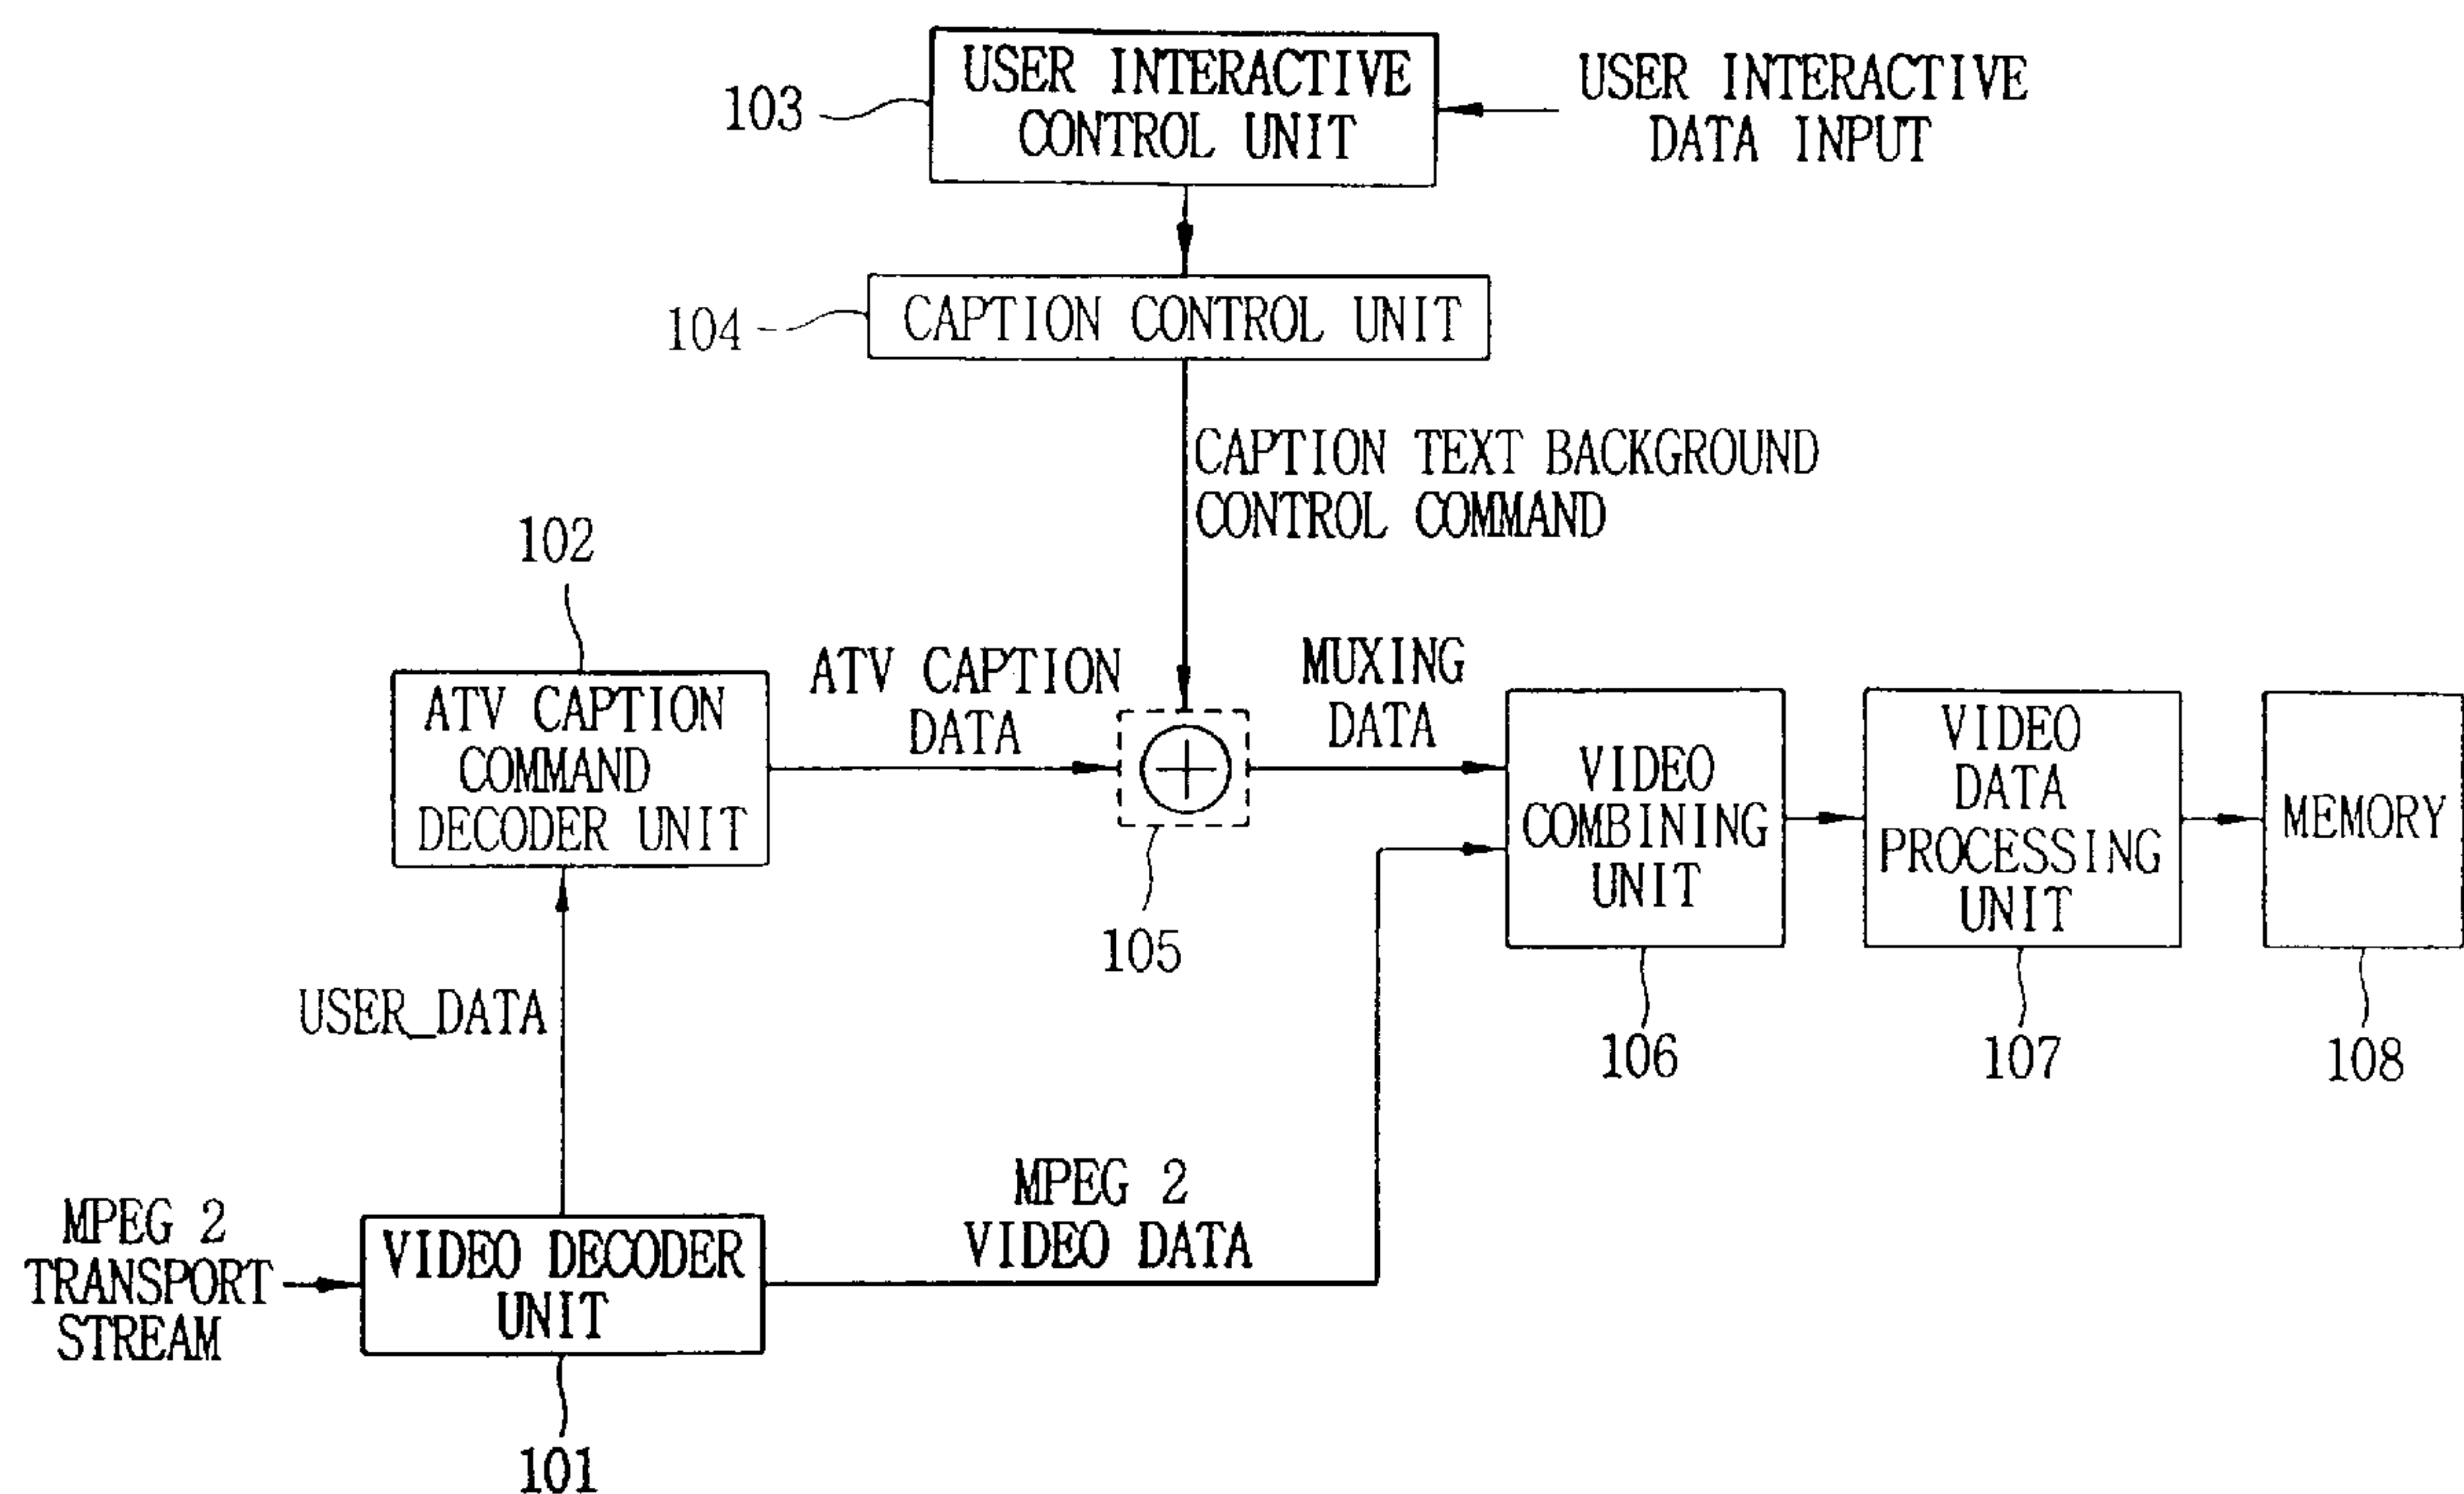 USER INTERACTIVE
CONTROL UNIT
103
USER INTERACTIVE
DATA INPUT
CAPTION CONTROL UNIT
104
CAPTION TEXT BACKGROUND
CONTROL COMMAND
102
ATV CAPTION
COMMAND
DECODER UNIT
ATV CAPTION
DATA
105
MUXING
DATA
VIDEO
COMBINING
UNIT
106
VIDEO
DATA
PROCESSING
UNIT
107
MEMORY
108
USER_DATA
MPEG 2
TRANSPORT
STREAM
VIDEO DECODER
UNIT
101
MPEG 2
VIDEO DATA